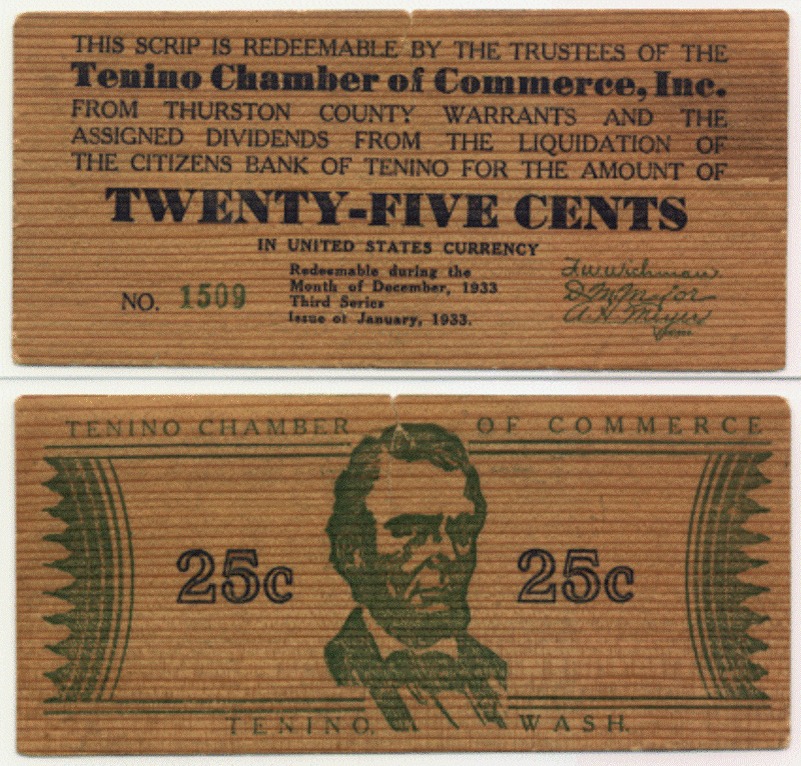 THIS SCRIP IS REDEEMABLE BY THE TRUSTEES OF THE
Tenino Chamber of Commerce, Inc.
FROM THURSTON COUNTY WARRANTS AND THE
ASSIGNED DIVIDENDS FROM THE LIQUIDATION OF
THE CITIZENS BANK OF TENINO FOR THE AMOUNT OF
TWENTY-FIVE CENTS
IN UNITED STATES CURRENCY
NO. 1509
Redeemable during the
Month of December, 1933
Third Series
Issue of January, 1933.
F.W. Wichman
D.M. Major
A.H. Meyer
TENINO CHAMBER OF COMMERCE
25c 25c
TENINO, WASH.